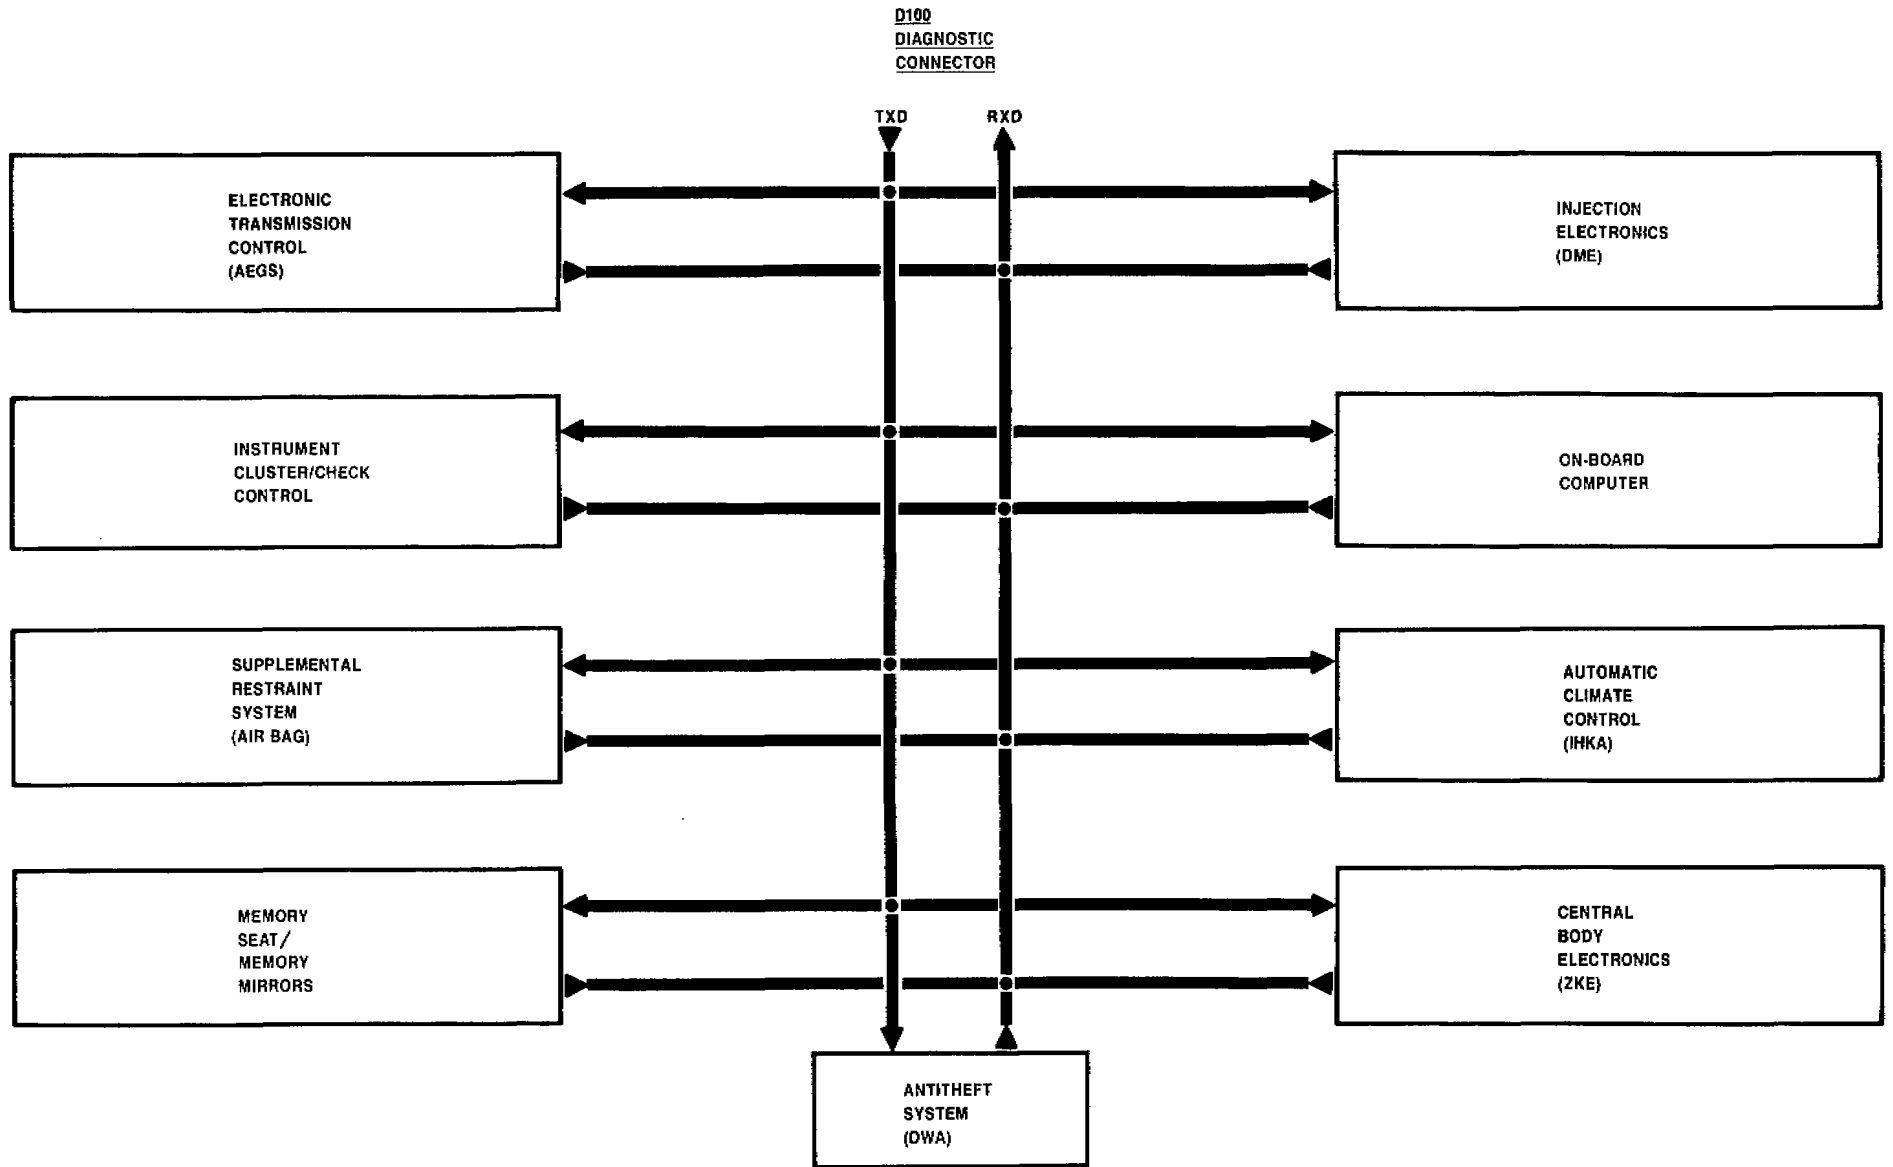 D100
DIAGNOSTIC
CONNECTOR
TXD
RXD
ELECTRONIC
TRANSMISSION
CONTROL
(AEGS)
INJECTION
ELECTRONICS
(DME)
INSTRUMENT
CLUSTER/CHECK
CONTROL
ON-BOARD
COMPUTER
SUPPLEMENTAL
RESTRAINT
SYSTEM
(AIR BAG)
AUTOMATIC
CLIMATE
CONTROL
(IHKA)
MEMORY
SEAT/
MEMORY
MIRRORS
CENTRAL
BODY
ELECTRONICS
(ZKE)
ANTITHEFT
SYSTEM
(DWA)